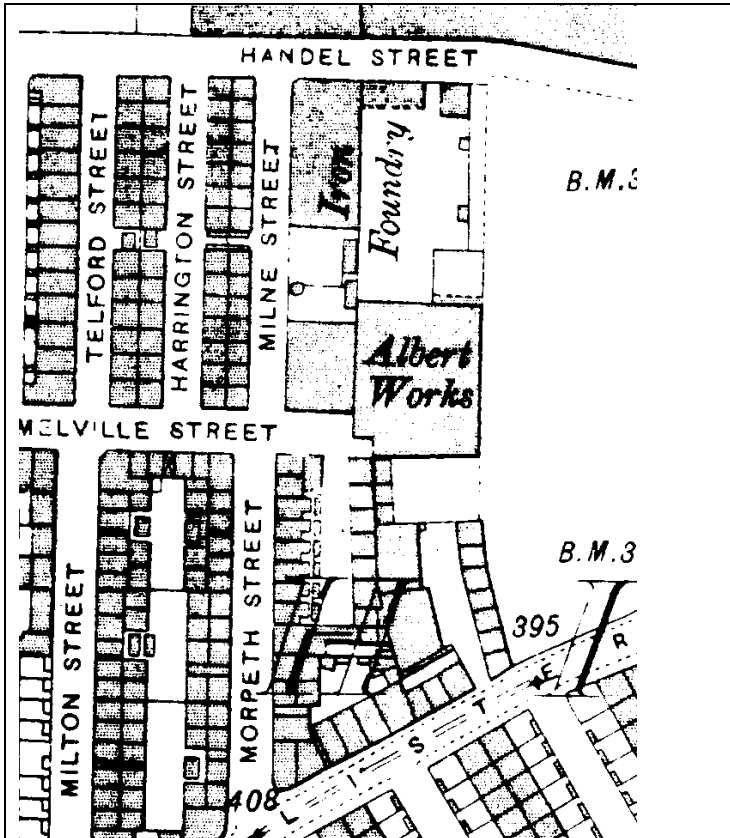 HANDEL STREET
TELFORD STREET
HARRINGTON STREET
MILNE STREET
Iron
Foundry
B.M.3
Albert
Works
MELVILLE STREET
MILTON STREET
MORPETH STREET
B.M.3
395
408
LISTER